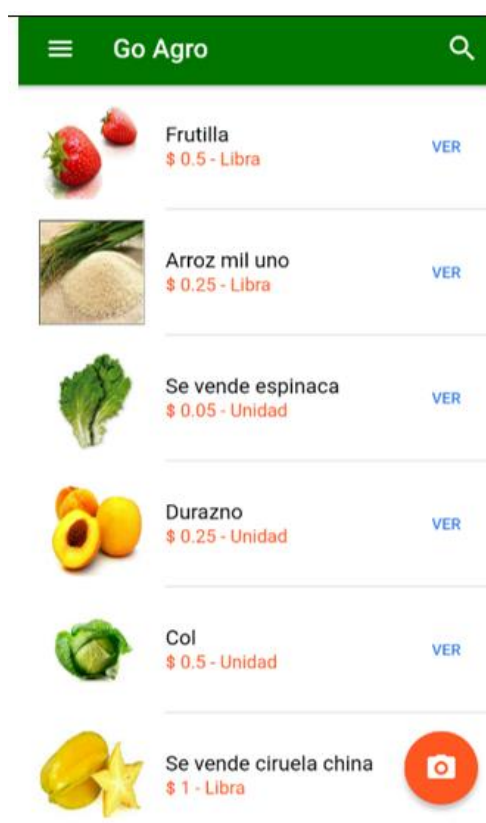 Go Agro
Frutilla
$ 0.5 - Libra
VER
Arroz mil uno
$ 0.25 - Libra
VER
Se vende espinaca
$ 0.05 - Unidad
VER
Durazno
$ 0.25 - Unidad
VER
Col
$ 0.5 - Unidad
VER
Se vende ciruela china
$ 1 - Libra